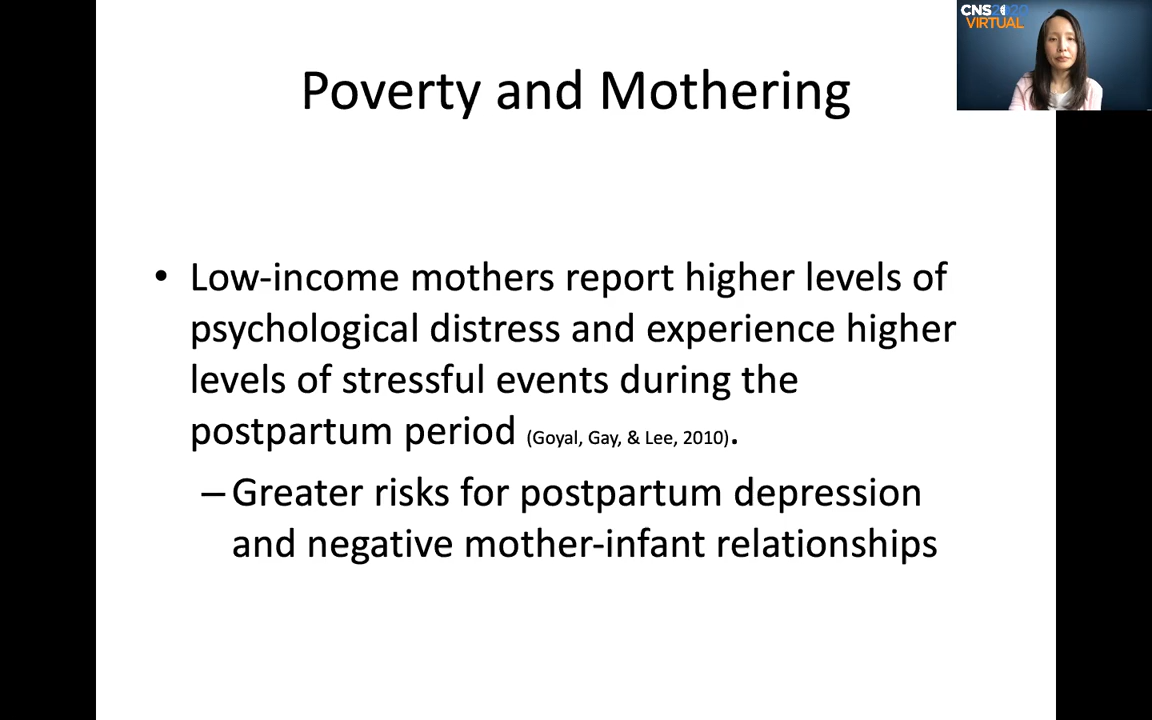 CNS2020
VIRTUAL
Poverty and Mothering
• Low-income mothers report higher levels of
psychological distress and experience higher
levels of stressful events during the
postpartum period (Goyal, Gay, & Lee, 2010).
–Greater risks for postpartum depression
and negative mother-infant relationships